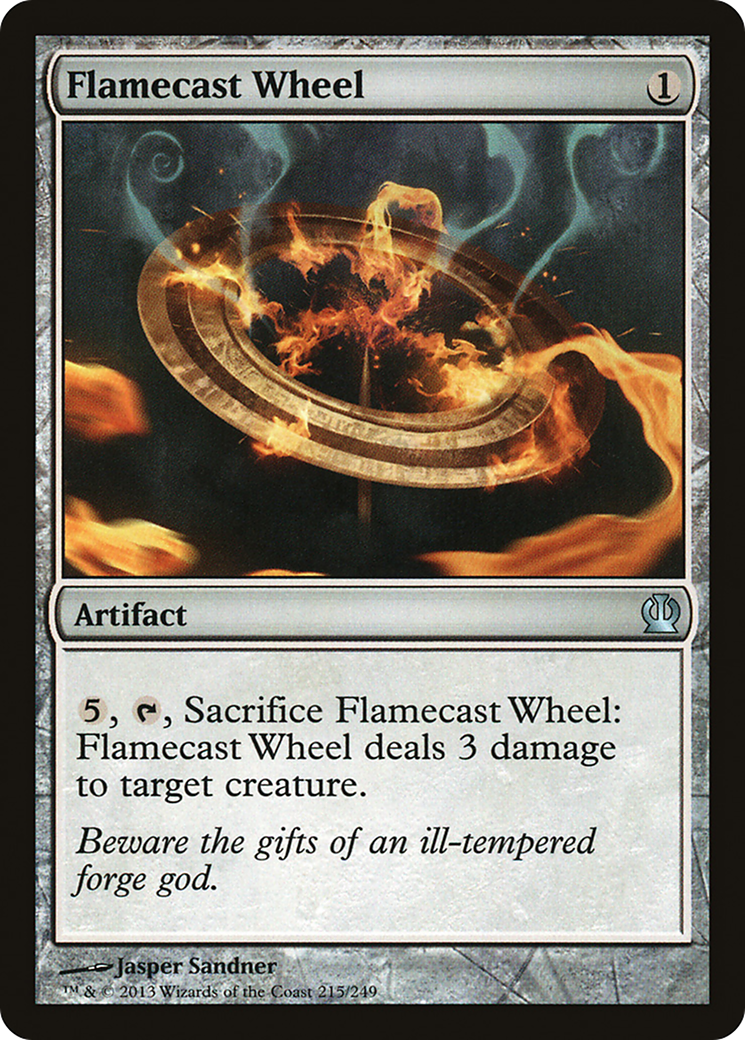 Flamecast Wheel 1
Artifact
5, , Sacrifice Flamecast Wheel:
Flamecast Wheel deals 3 damage
to target creature.
Beware the gifts of an ill-tempered
forge god.
Jasper Sandner
™ & © 2013 Wizards of the Coast 215/249